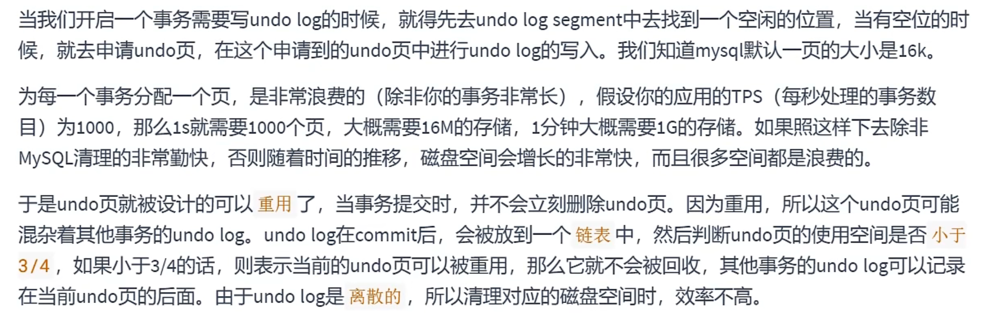 当我们开启一个事务需要写undo log的时候，就得先去undo log segment中去找到一个空闲的位置，当有空位的时
候，就去申请undo页，在这个申请到的undo页中进行undo log的写入。我们知道mysql默认一页的大小是16k。
为每一个事务分配一个页，是非常浪费的（除非你的事务非常长），假设你的应用的TPS（每秒处理的事务数
目）为1000，那么1s就需要1000个页，大概需要16M的存储，1分钟大概需要1G的存储。如果照这样下去除非
MySQL清理的非常勤快，否则随着时间的推移，磁盘空间会增长的非常快，而且很多空间都是浪费的。
于是undo页就被设计的可以 重用 了，当事务提交时，并不会立刻删除undo页。因为重用，所以这个undo页可能
混杂着其他事务的undo log。undo log在commit后，会被放到一个 链表 中，然后判断undo页的使用空间是否 小于
3/4 ，如果小于3/4的话，则表示当前的undo页可以被重用，那么它就不会被回收，其他事务的undo log可以记录
在当前undo页的后面。由于undo log是 离散的 ，所以清理对应的磁盘空间时，效率不高。